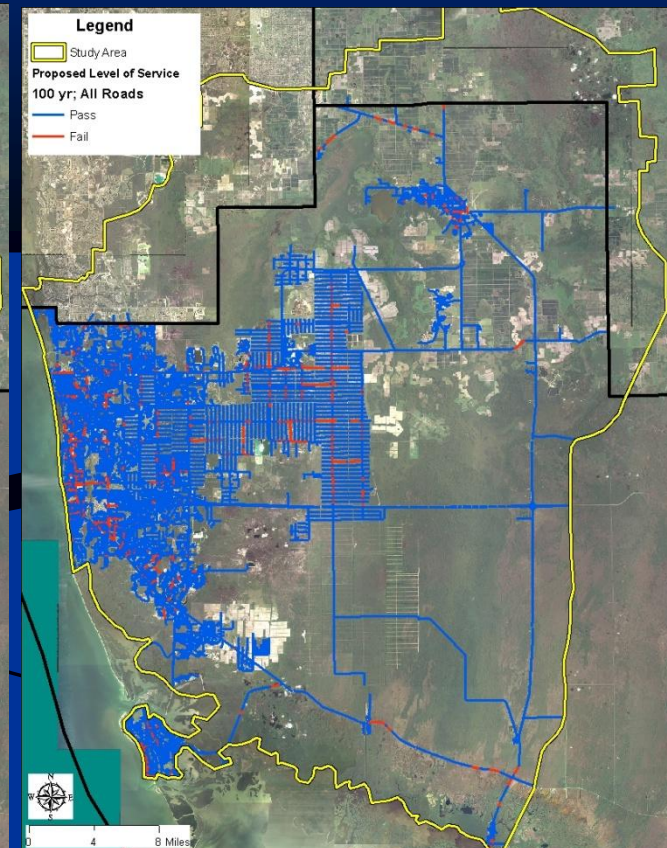 Legend
Study Area
Proposed Level of Service
100 yr; All Roads
Pass
Fail
N
W E
S
0 4 8 Miles